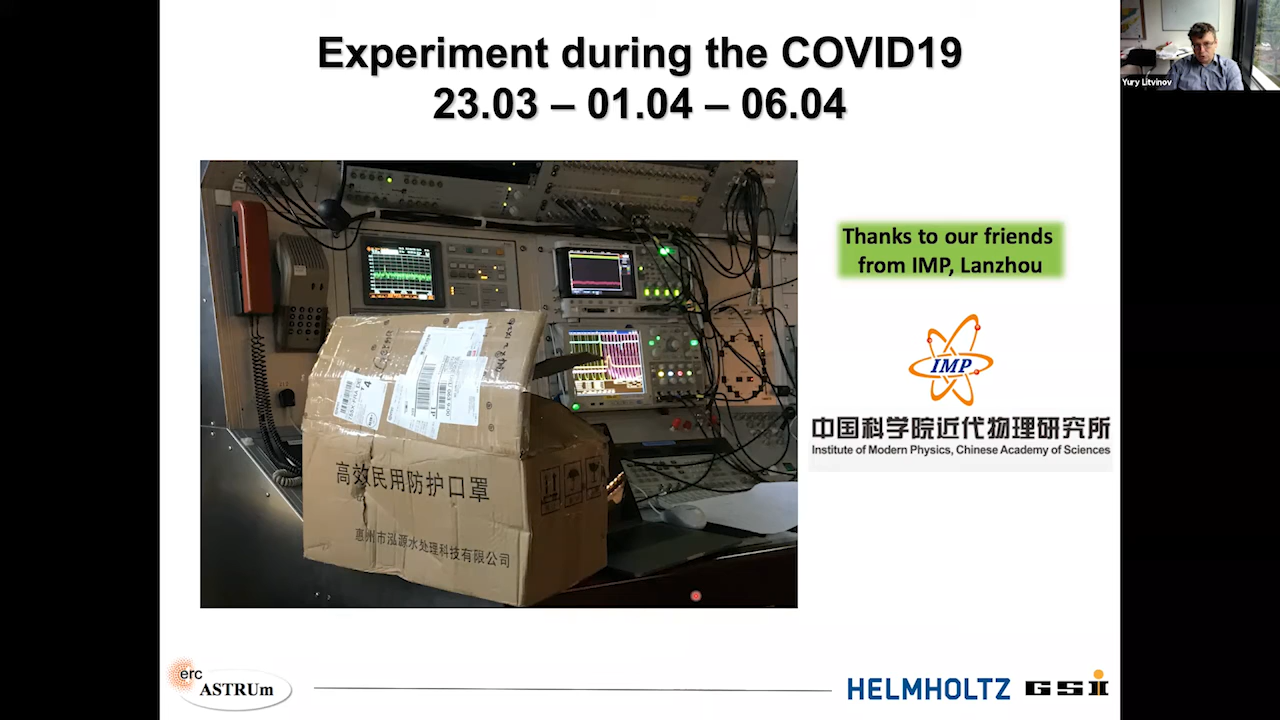 Experiment during the COVID19
23.03 – 01.04 – 06.04
Yury Litvinov
Thanks to our friends
from IMP, Lanzhou
IMP
中国科学院近代物理研究所
Institute of Modern Physics, Chinese Academy of Sciences
高效民用防护口罩
惠州市泓源水处理科技有限公司
erc
ASTRUm
HELMHOLTZ
GSI